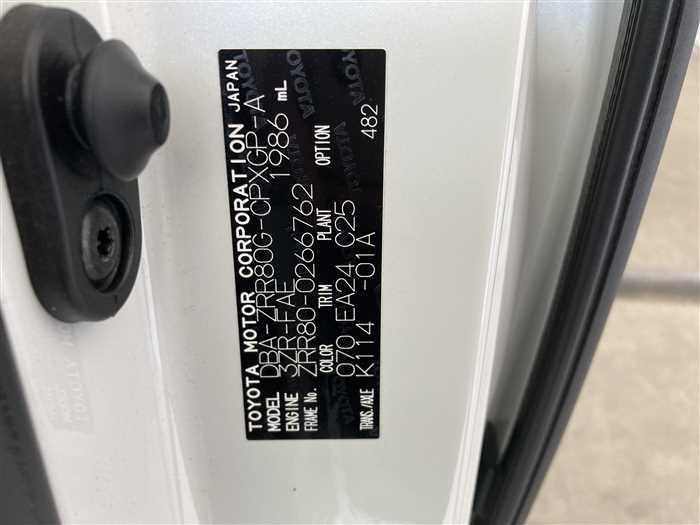 TOYOTA MOTOR CORPORATION JAPAN
MODEL DBA-ZRR80G-CPXGP-A
ENGINE 3ZR-FAE 1986 mL
FRAME No. ZRR80-0266762
COLOR TRIM PLANT OPTION
070 EA24 C25 482
TRANS./AXLE K114 -01A